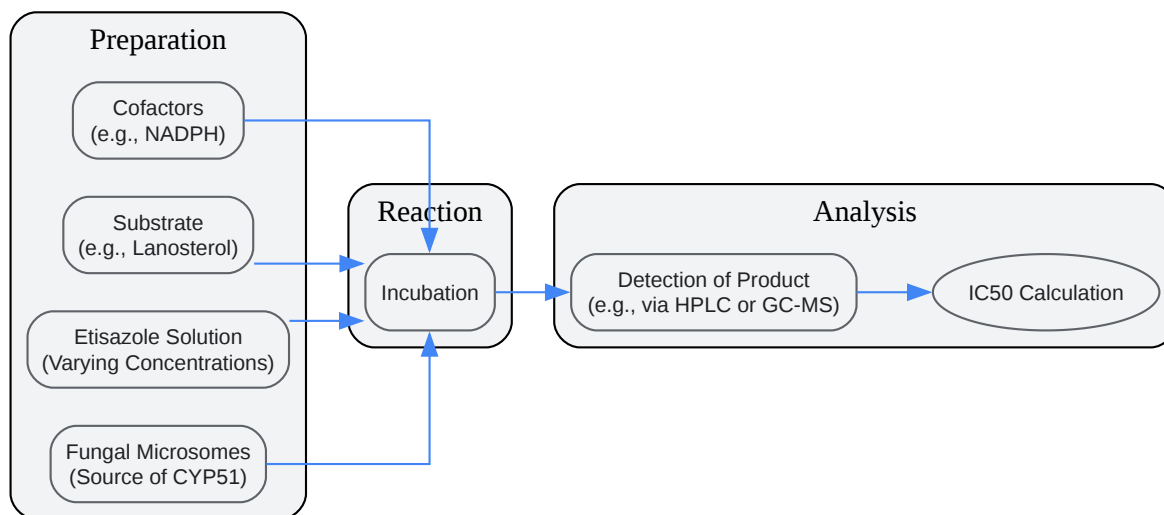 Preparation
Cofactors
(e.g., NADPH)
Substrate
(e.g., Lanosterol)
Etisazole Solution
(Varying Concentrations)
Fungal Microsomes
(Source of CYP51)
Reaction
Incubation
Analysis
Detection of Product
(e.g., via HPLC or GC-MS)
IC50 Calculation